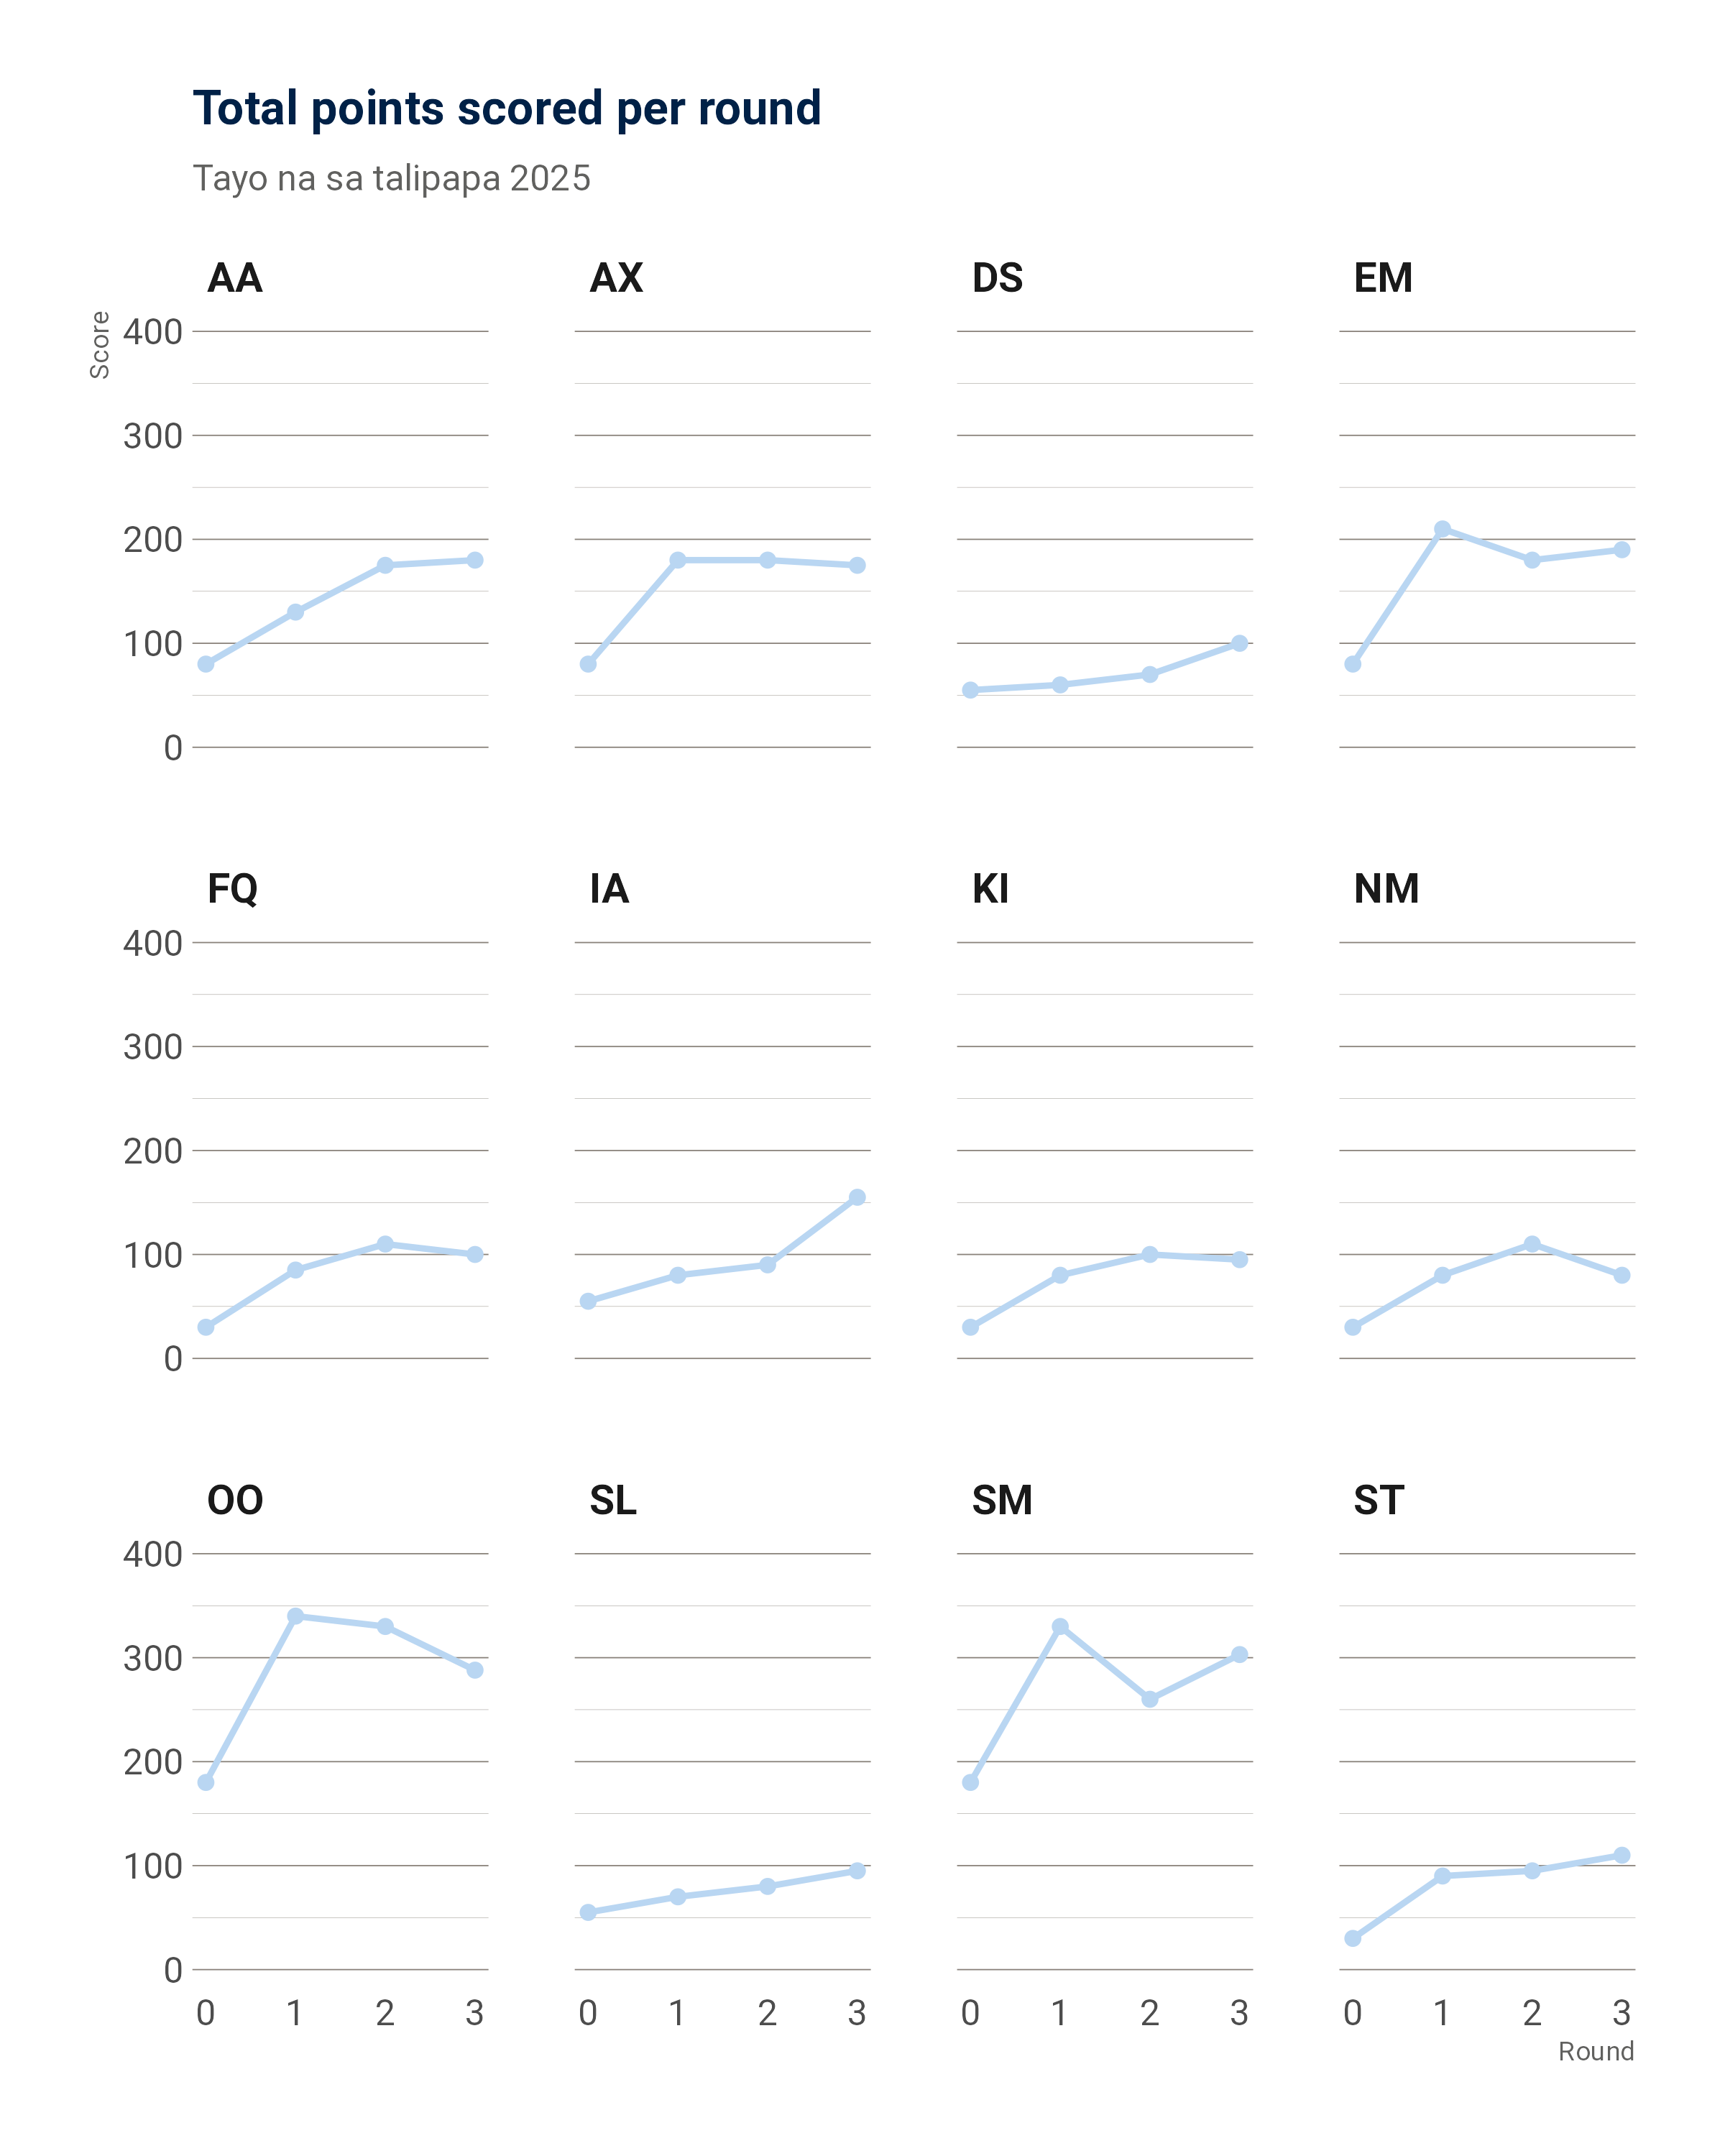 Total points scored per round
Tayo na sa talipapa 2025
AA AX DS EM
Score
400
300
200
100
0
FQ IA KI NM
400
300
200
100
0
OO SL SM ST
400
300
200
100
0
0 1 2 3 0 1 2 3 0 1 2 3 0 1 2 3
Round